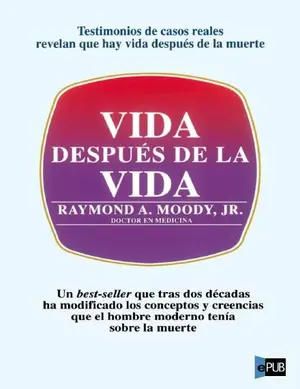 Testimonios de casos reales
revelan que hay vida después de la muerte
VIDA
DESPUÉS DE LA
VIDA
RAYMOND A. MOODY, JR.
DOCTOR EN MEDICINA
Un best-seller que tras dos décadas
ha modificado los conceptos y creencias
que el hombre moderno tenía
sobre la muerte
ePUB